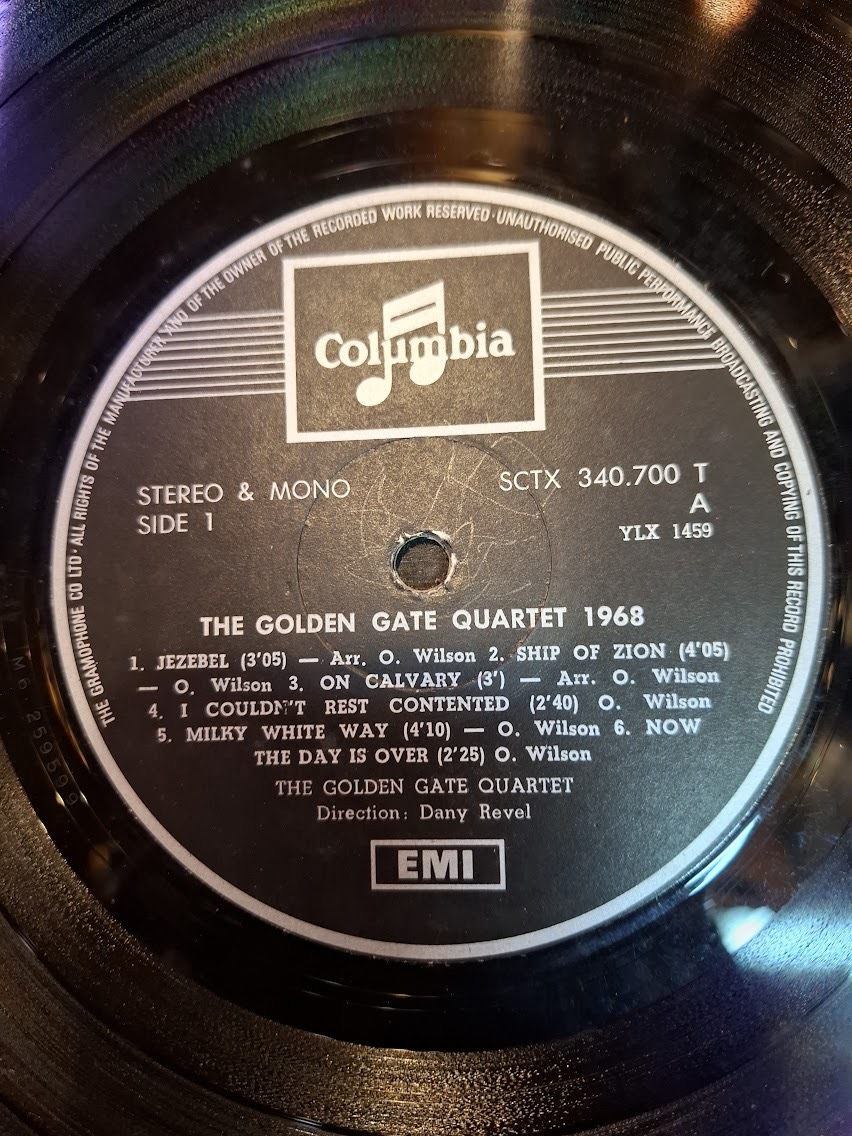 THE GRAMOPHONE CO LTD · ALL RIGHTS OF THE MANUFACTURER AND OF THE OWNER OF THE RECORDED WORK RESERVED · UNAUTHORISED PUBLIC PERFORMANCE BROADCASTING AND COPYING OF THIS RECORD PROHIBITED
Columbia
STEREO & MONO
SIDE 1
SCTX 340.700 T
A
YLX 1459
THE GOLDEN GATE QUARTET 1968
1. JEZEBEL (3'05) — Arr. O. Wilson 2. SHIP OF ZION (4'05)
— O. Wilson 3. ON CALVARY (3') — Arr. O. Wilson
4. I COULDN'T REST CONTENTED (2'40) O. Wilson
5. MILKY WHITE WAY (4'10) — O. Wilson 6. NOW
THE DAY IS OVER (2'25) O. Wilson
THE GOLDEN GATE QUARTET
Direction: Dany Revel
EMI
M6 259599